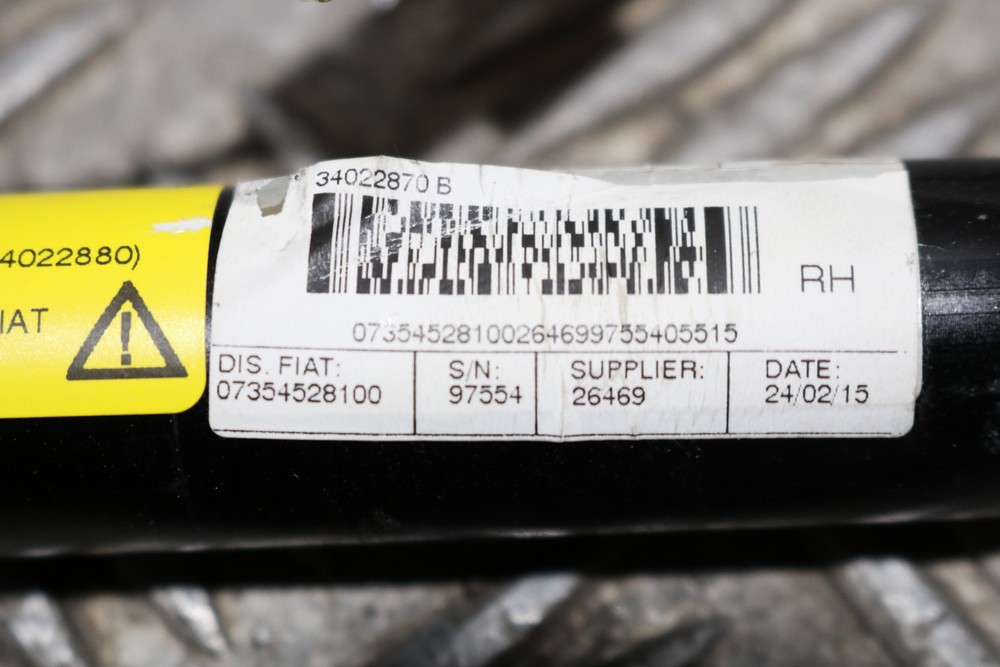 4022880)
IAT
34022870 B
RH
07354528100264699755405515
DIS. FIAT:
07354528100
S/N:
97554
SUPPLIER:
26469
DATE:
24/02/15